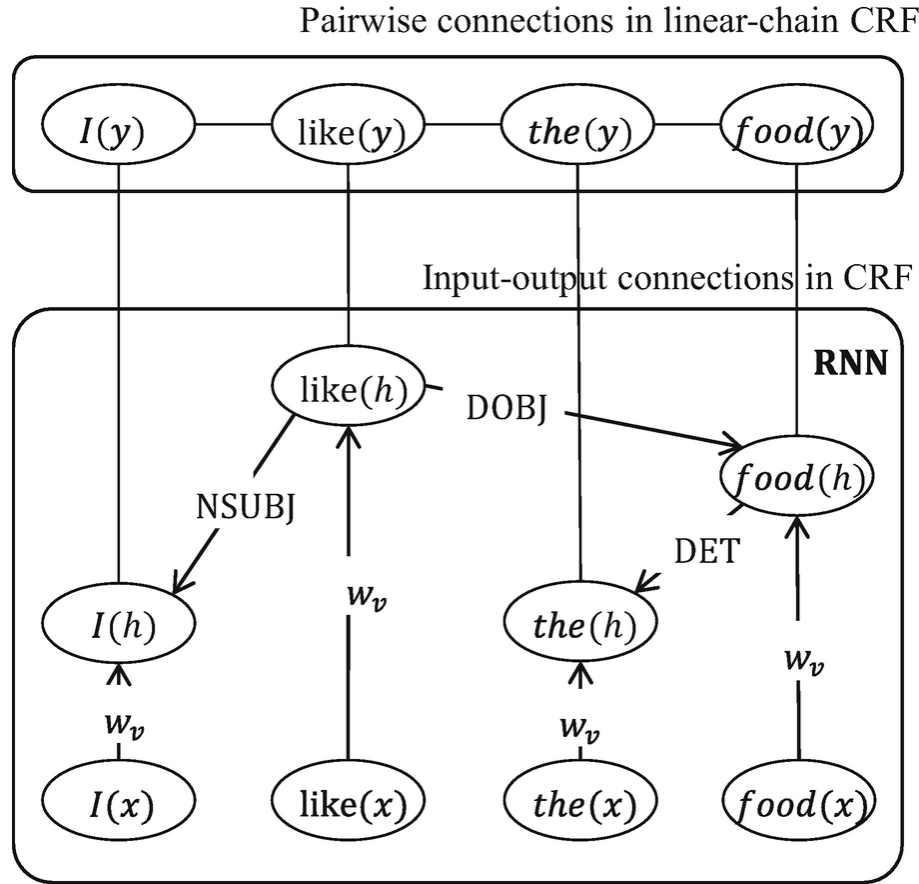 Pairwise connections in linear-chain CRF
I(y) like(y) the(y) food(y)
Input-output connections in CRF
RNN
like(h)
DOBJ
food(h)
NSUBJ
DET
I(h) the(h)
w_v
w_v
w_v w_v
I(x) like(x) the(x) food(x)